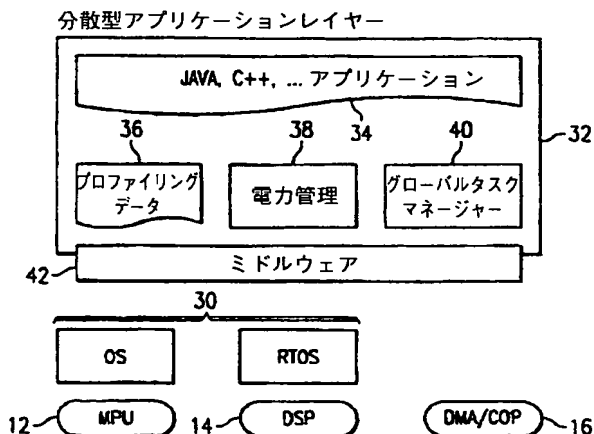 分散型アプリケーションレイヤー
JAVA, C++, ... アプリケーション
34
32
36
38
40
プロファイリング
データ
電力管理
グローバルタスク
マネージャー
42
ミドルウェア
30
OS
RTOS
12
MPU
14
DSP
DMA/COP
16